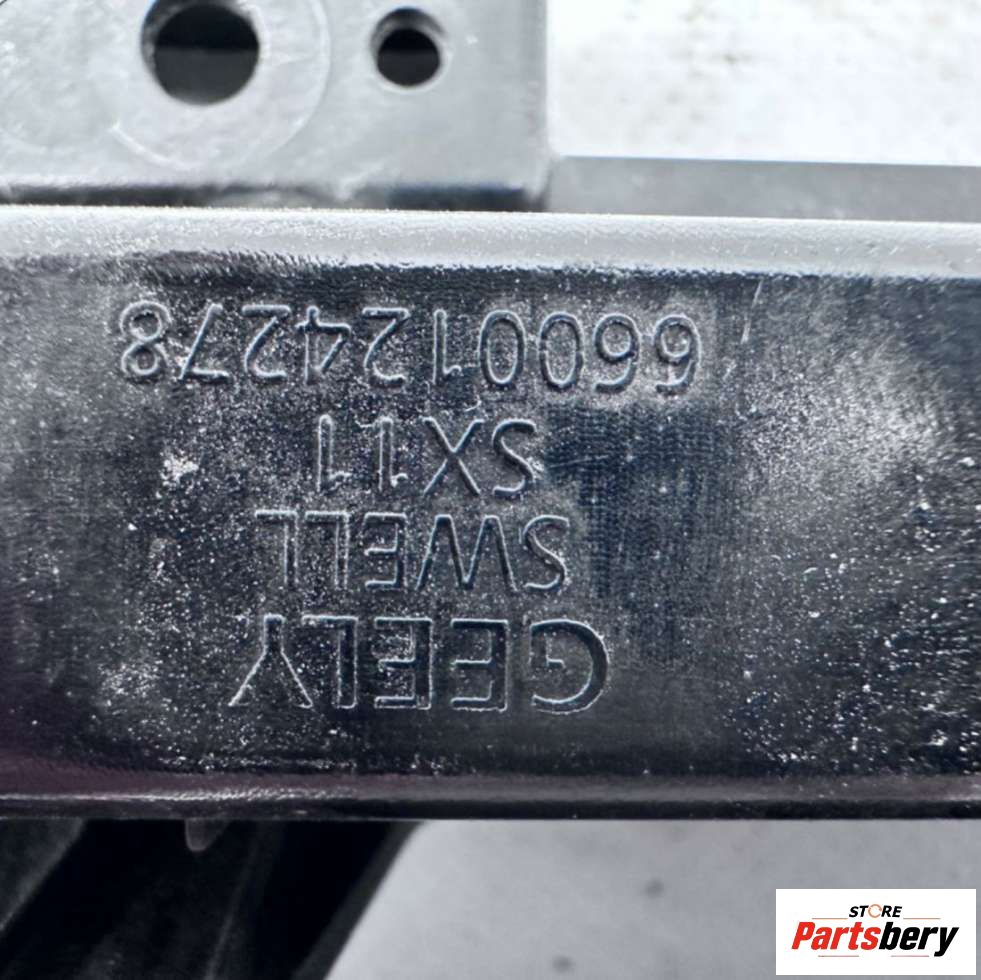 GEELY
SWELL
SX11
6600124278
STORE
Partsbery